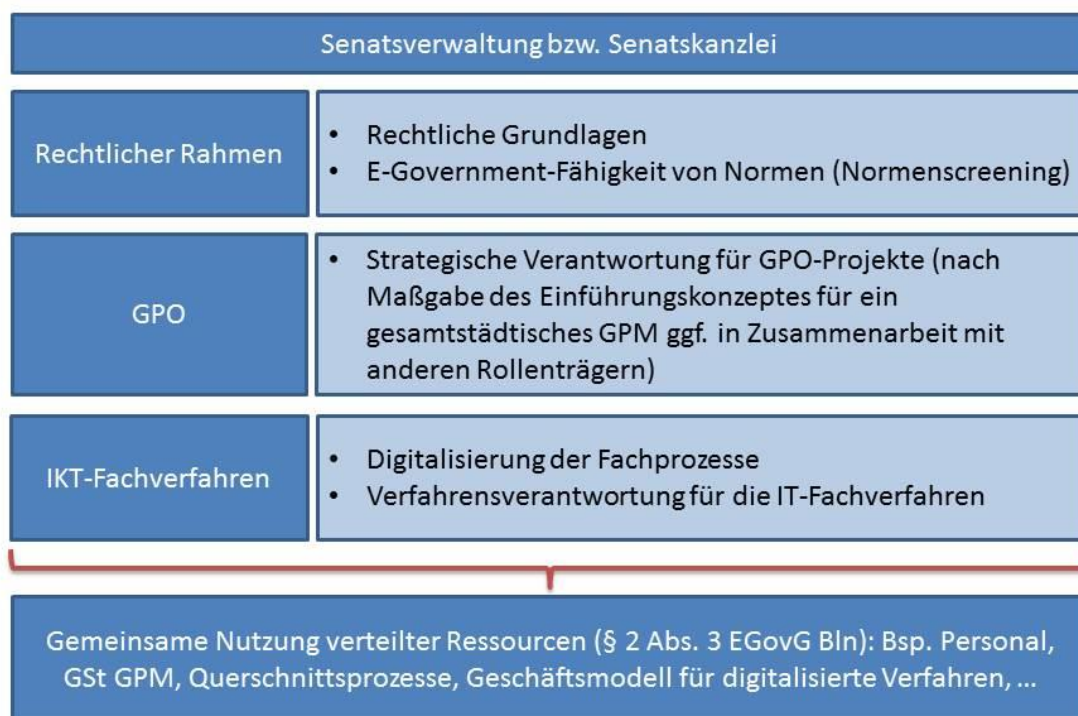 Senatsverwaltung bzw. Senatskanzlei
Rechtlicher Rahmen
• Rechtliche Grundlagen
• E-Government-Fähigkeit von Normen (Normenscreening)
GPO
• Strategische Verantwortung für GPO-Projekte (nach
Maßgabe des Einführungskonzeptes für ein
gesamtstädtisches GPM ggf. in Zusammenarbeit mit
anderen Rollenträgern)
IKT-Fachverfahren
• Digitalisierung der Fachprozesse
• Verfahrensverantwortung für die IT-Fachverfahren
Gemeinsame Nutzung verteilter Ressourcen (§ 2 Abs. 3 EGovG Bln): Bsp. Personal,
GSt GPM, Querschnittsprozesse, Geschäftsmodell für digitalisierte Verfahren, ...